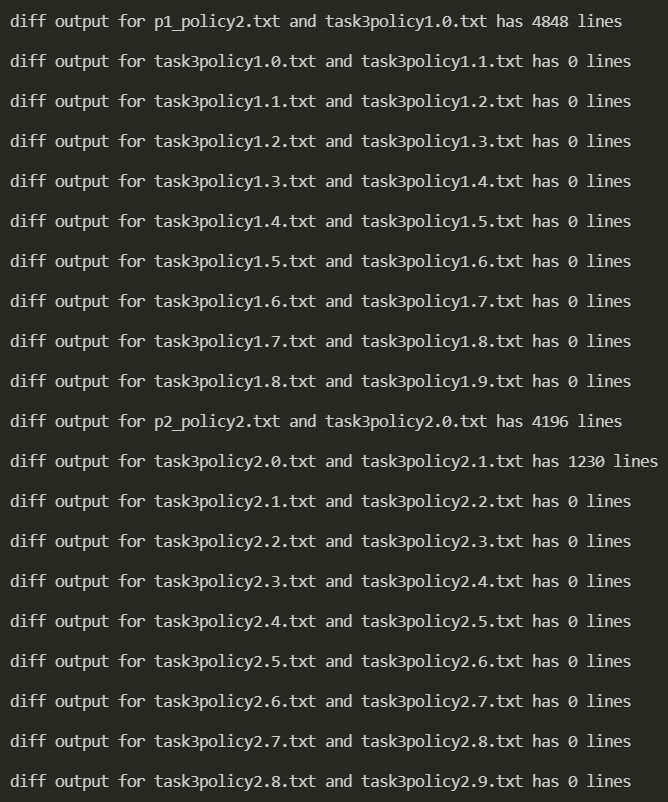 diff output for p1_policy2.txt and task3policy1.0.txt has 4848 lines
diff output for task3policy1.0.txt and task3policy1.1.txt has 0 lines
diff output for task3policy1.1.txt and task3policy1.2.txt has 0 lines
diff output for task3policy1.2.txt and task3policy1.3.txt has 0 lines
diff output for task3policy1.3.txt and task3policy1.4.txt has 0 lines
diff output for task3policy1.4.txt and task3policy1.5.txt has 0 lines
diff output for task3policy1.5.txt and task3policy1.6.txt has 0 lines
diff output for task3policy1.6.txt and task3policy1.7.txt has 0 lines
diff output for task3policy1.7.txt and task3policy1.8.txt has 0 lines
diff output for task3policy1.8.txt and task3policy1.9.txt has 0 lines
diff output for p2_policy2.txt and task3policy2.0.txt has 4196 lines
diff output for task3policy2.0.txt and task3policy2.1.txt has 1230 lines
diff output for task3policy2.1.txt and task3policy2.2.txt has 0 lines
diff output for task3policy2.2.txt and task3policy2.3.txt has 0 lines
diff output for task3policy2.3.txt and task3policy2.4.txt has 0 lines
diff output for task3policy2.4.txt and task3policy2.5.txt has 0 lines
diff output for task3policy2.5.txt and task3policy2.6.txt has 0 lines
diff output for task3policy2.6.txt and task3policy2.7.txt has 0 lines
diff output for task3policy2.7.txt and task3policy2.8.txt has 0 lines
diff output for task3policy2.8.txt and task3policy2.9.txt has 0 lines